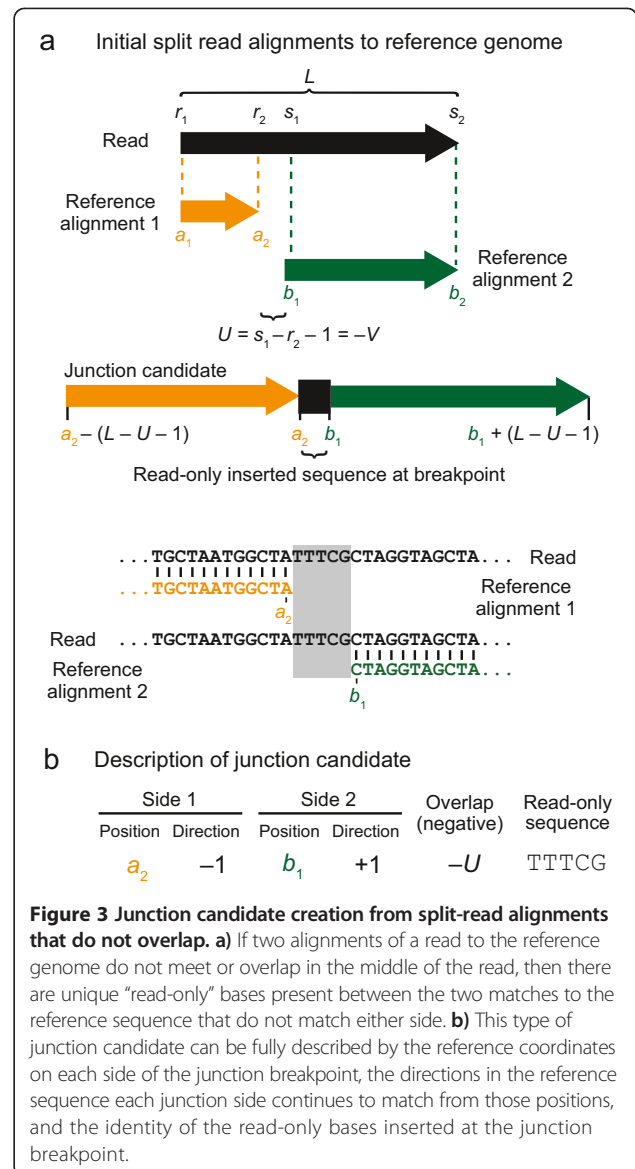 a Initial split read alignments to reference genome
L
r1 r2 s1 s2
Read
Reference
alignment 1
a1 a2
Reference
alignment 2
b1 b2
U = s1 – r2 – 1 = –V
Junction candidate
a2 – (L – U – 1) a2 b1 b1 + (L – U – 1)
Read-only inserted sequence at breakpoint
. . . TGCTAATGGCTATTTCGCTAGGTAGCTA . . . Read
. . . TGCTAATGGCTA
Reference
alignment 1
a2
Read . . . TGCTAATGGCTATTTCGCTAGGTAGCTA . . .
Reference
alignment 2
CTAGGTAGCTA . . .
b1
b Description of junction candidate
Side 1 Side 2 Overlap Read-only
Position Direction Position Direction (negative) sequence
a2 –1 b1 +1 –U TTTCG
Figure 3 Junction candidate creation from split-read alignments
that do not overlap. a) If two alignments of a read to the reference
genome do not meet or overlap in the middle of the read, then there
are unique “read-only” bases present between the two matches to the
reference sequence that do not match either side. b) This type of
junction candidate can be fully described by the reference coordinates
on each side of the junction breakpoint, the directions in the reference
sequence each junction side continues to match from those positions,
and the identity of the read-only bases inserted at the junction
breakpoint.